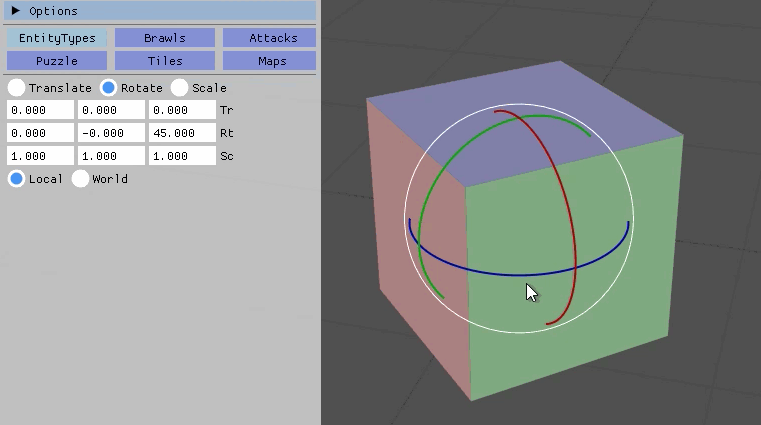 Options
EntityTypes Brawls Attacks
Puzzle Tiles Maps
Translate Rotate Scale
0.000 0.000 0.000 Tr
0.000 -0.000 45.000 Rt
1.000 1.000 1.000 Sc
Local World